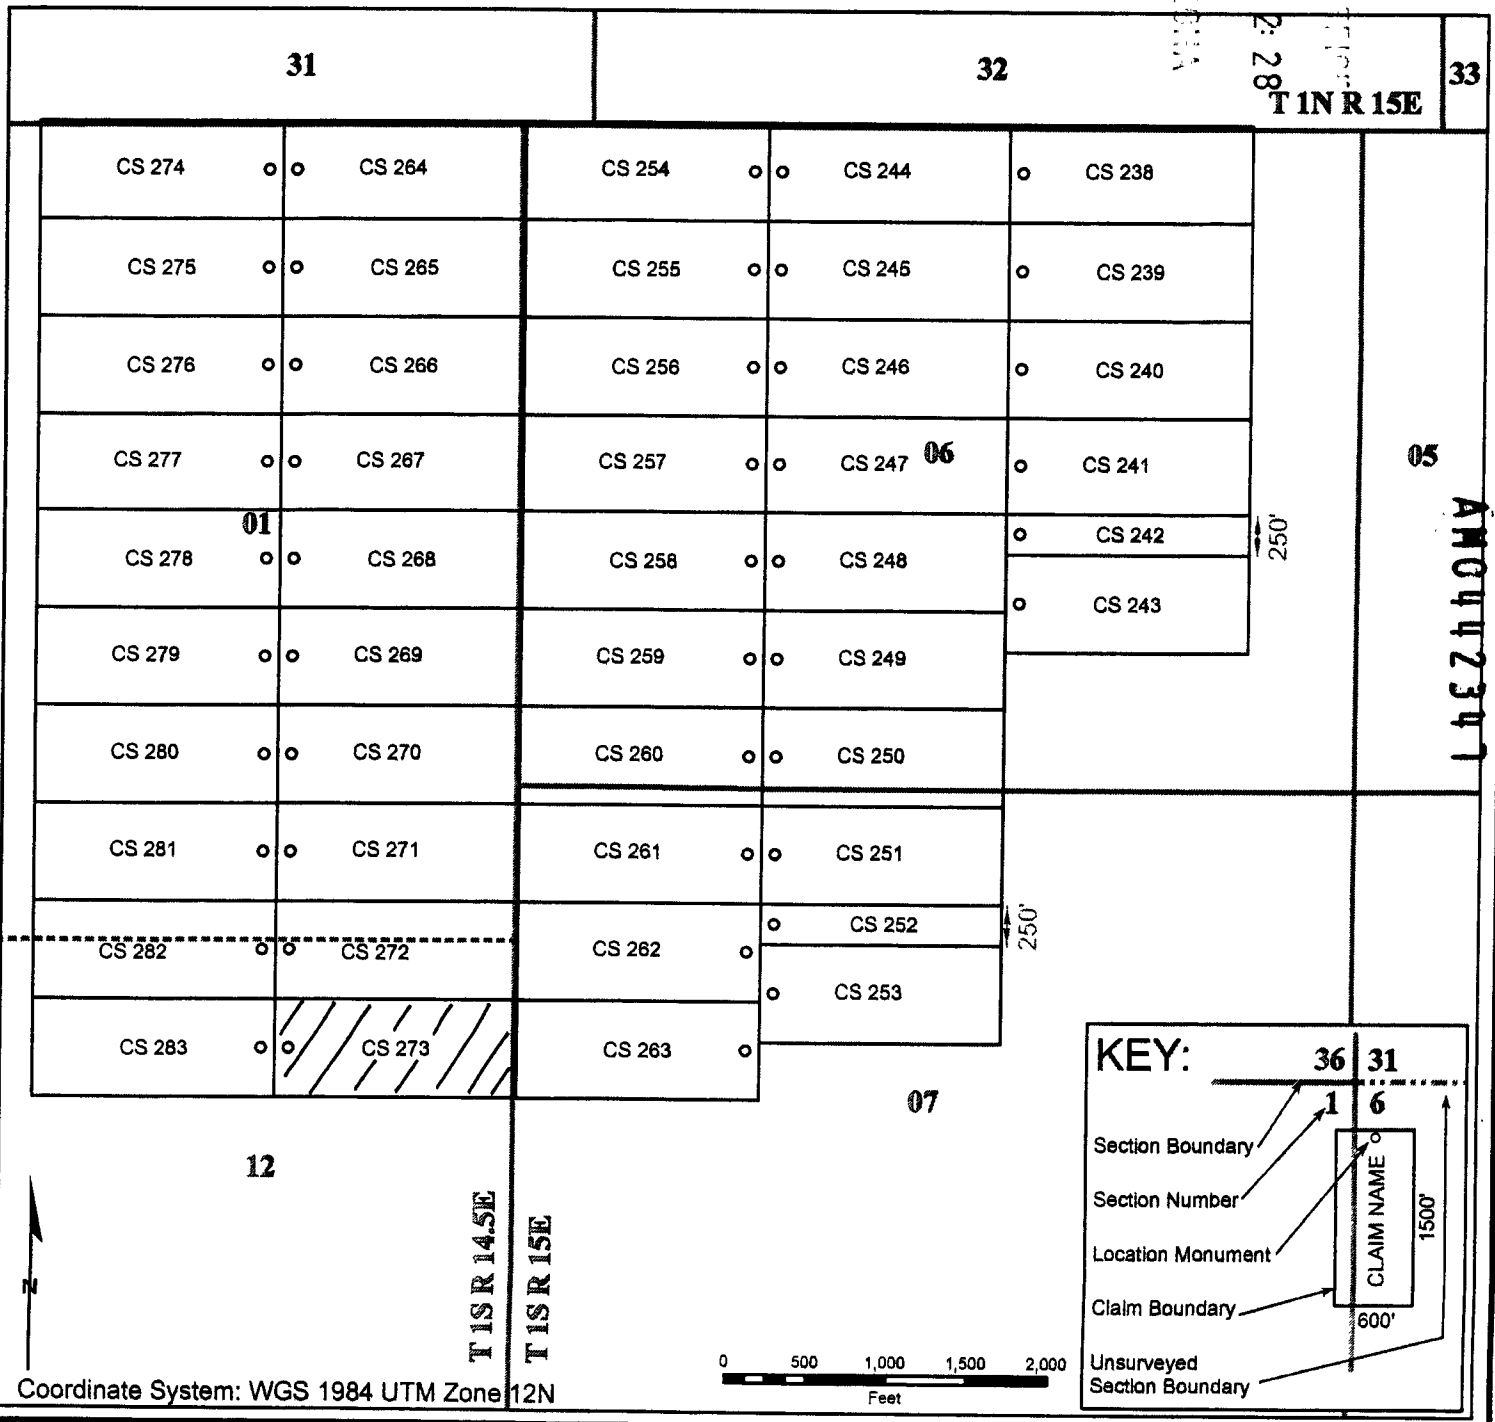 31
32
33
2: 28
T 1N R 15E
CS 274
CS 264
CS 254
CS 244
CS 238
CS 275
CS 265
CS 255
CS 245
CS 239
CS 276
CS 266
CS 256
CS 246
CS 240
CS 277
CS 267
CS 257
CS 247
06
CS 241
05
01
CS 278
CS 268
CS 258
CS 248
CS 242
250'
CS 243
AMC442347
CS 279
CS 269
CS 259
CS 249
CS 280
CS 270
CS 260
CS 250
CS 281
CS 271
CS 261
CS 251
CS 282
CS 272
CS 262
CS 252
250'
CS 253
CS 283
CS 273
CS 263
07
12
T 1S R 14.5E
T 1S R 15E
N
KEY:
36 31
1 6
Section Boundary
Section Number
Location Monument
Claim Boundary
Unsurveyed
Section Boundary
CLAIM NAME
1500'
600'
0 500 1,000 1,500 2,000
Feet
Coordinate System: WGS 1984 UTM Zone 12N